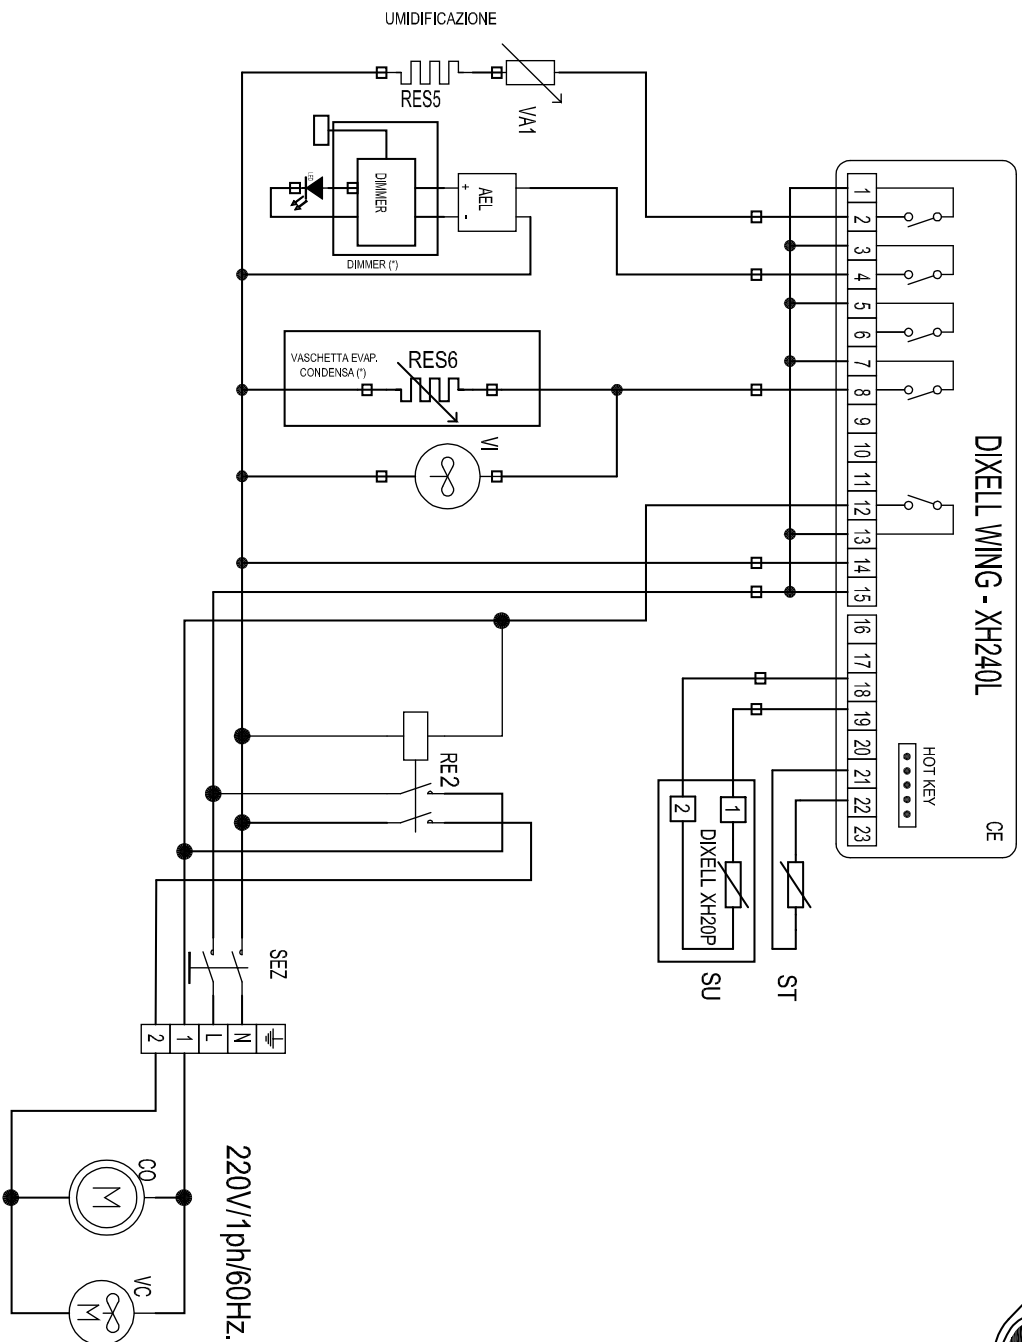 UMIDIFICAZIONE
RES5
VA1
LED
DIMMER
AEL
+
-
DIMMER (*)
VASCHETTA EVAP.
CONDENSA (*)
RES6
VI
1
2
3
4
5
6
7
8
9
10
11
12
13
14
15
16
17
18
19
20
21
22
23
DIXELL WING - XH240L
HOT KEY
CE
RE2
2
1
DIXELL XH20P
SU
ST
SEZ
2
1
L
N
CO
M
VC
M
220V/1ph/60Hz.